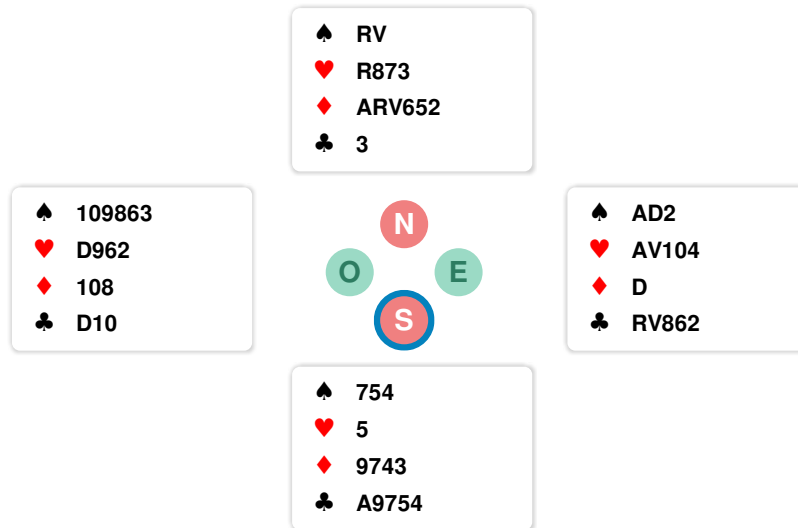 ♠ RV
♥ R873
♦ ARV652
♣ 3
♠ 109863
♥ D962
♦ 108
♣ D10
N
O E
S
♠ AD2
♥ AV104
♦ D
♣ RV862
♠ 754
♥ 5
♦ 9743
♣ A9754